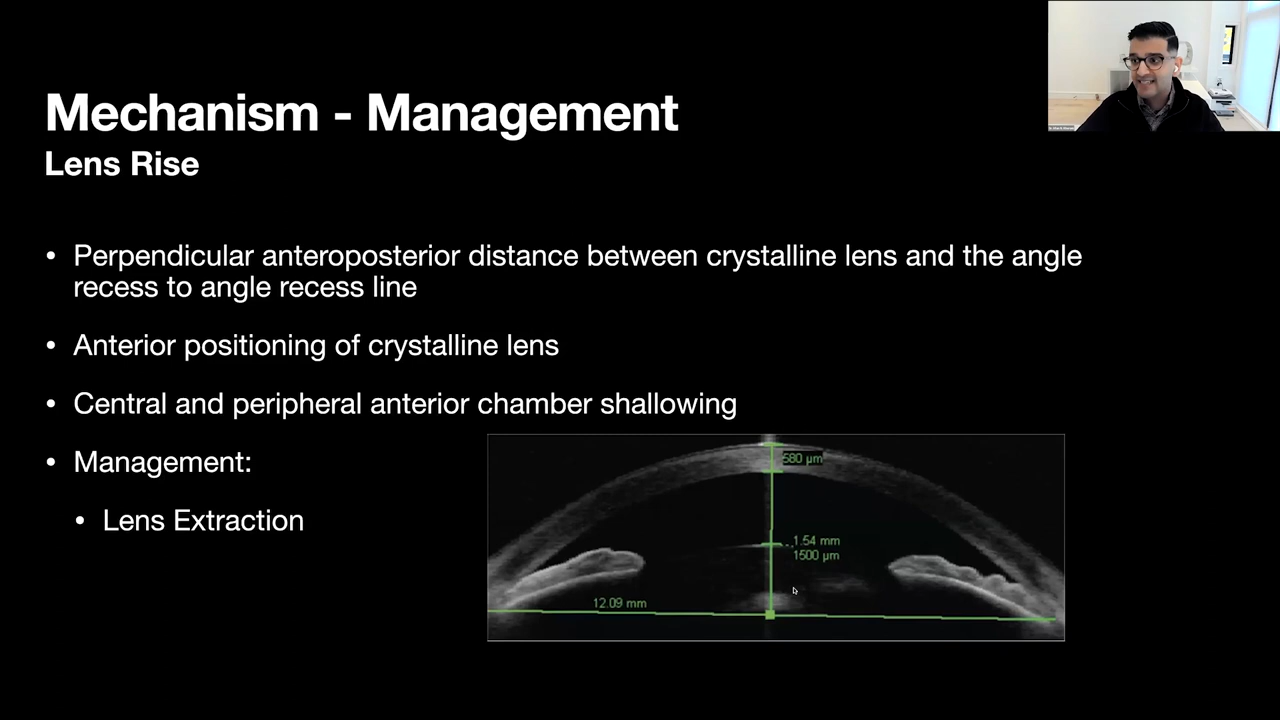 Mechanism - Management
Lens Rise
• Perpendicular anteroposterior distance between crystalline lens and the angle
recess to angle recess line
• Anterior positioning of crystalline lens
• Central and peripheral anterior chamber shallowing
• Management:
• Lens Extraction
580 µm
1.54 mm
1500 µm
12.09 mm